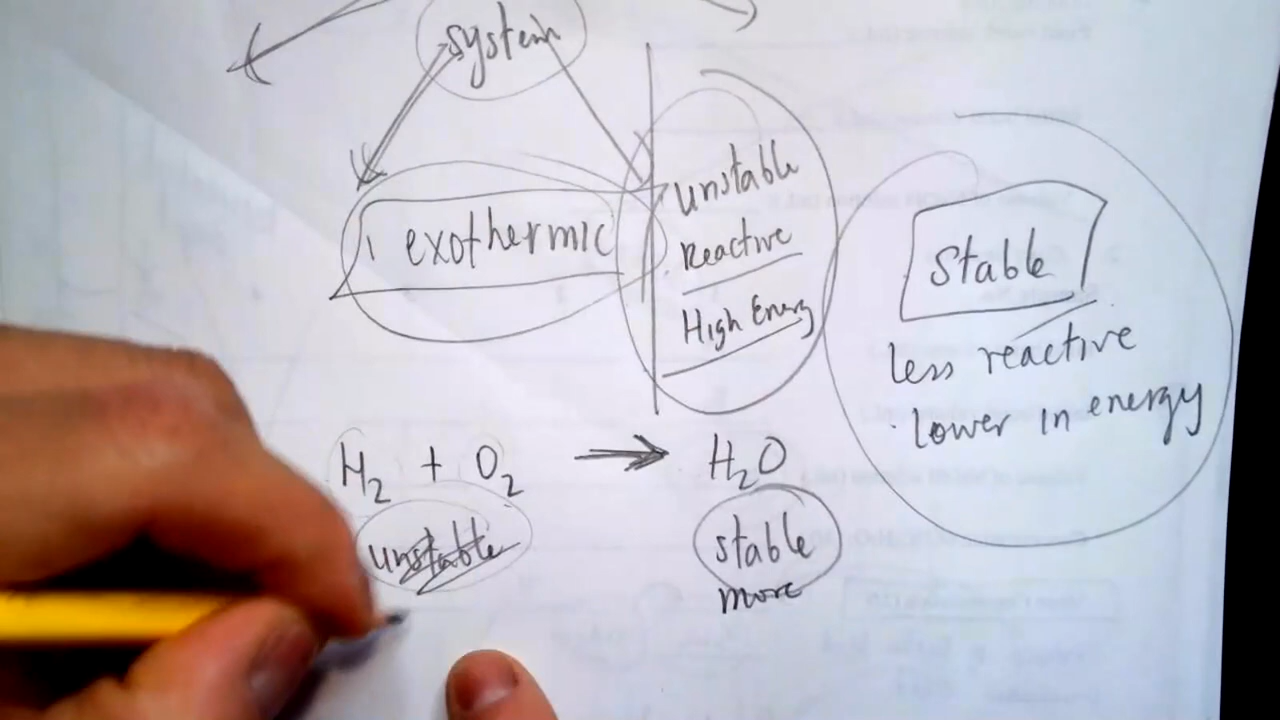 system
exothermic
unstable
Reactive
High Energy
stable
less reactive
lower in energy
H2 + O2 → H2O
unstable
stable
more